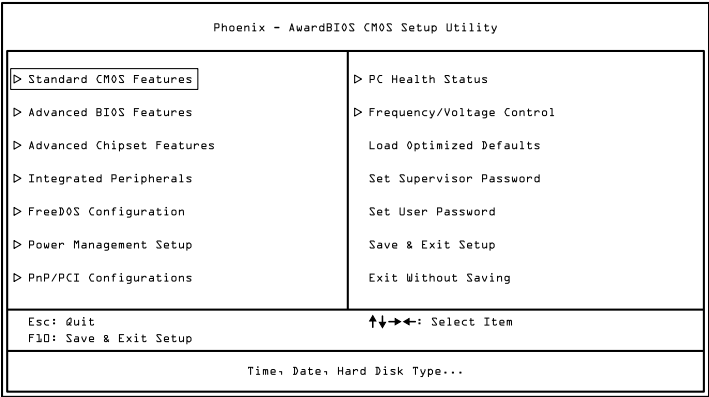 Phoenix - AwardBIOS CMOS Setup Utility
▷ Standard CMOS Features
▷ Advanced BIOS Features
▷ Advanced Chipset Features
▷ Integrated Peripherals
▷ FreeDOS Configuration
▷ Power Management Setup
▷ PnP/PCI Configurations
▷ PC Health Status
▷ Frequency/Voltage Control
Load Optimized Defaults
Set Supervisor Password
Set User Password
Save & Exit Setup
Exit Without Saving
Esc: Quit
F10: Save & Exit Setup
↑↓→←: Select Item
Time, Date, Hard Disk Type...